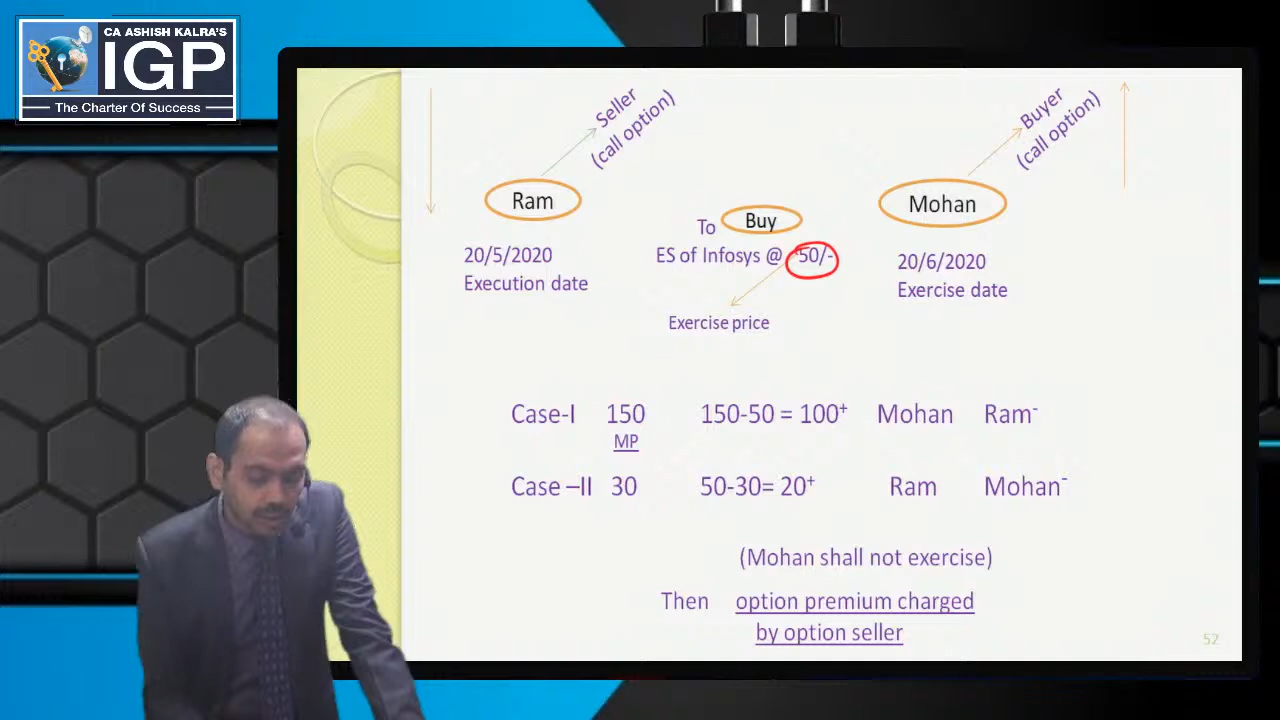 CA ASHISH KALRA'S
IGP
The Charter Of Success
Seller
(call option)
Buyer
(call option)
Ram
Mohan
To Buy
ES of Infosys @ 50/-
20/5/2020
Execution date
20/6/2020
Exercise date
Exercise price
Case-I 150 150-50 = 100+ Mohan Ram-
MP
Case –II 30 50-30= 20+ Ram Mohan-
(Mohan shall not exercise)
Then option premium charged
by option seller
52